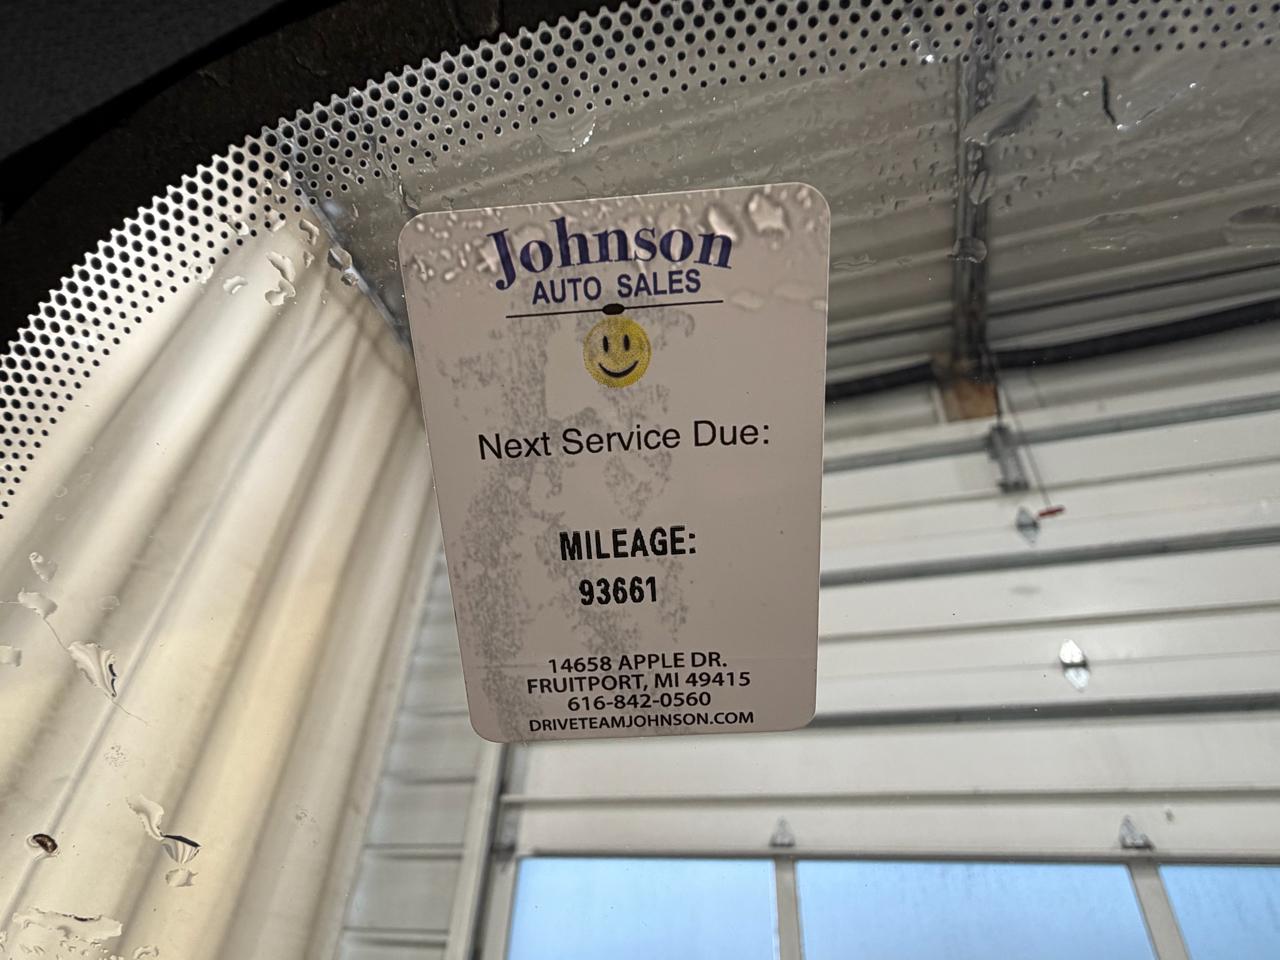 Johnson
AUTO SALES
Next Service Due:
MILEAGE:
93661
14658 APPLE DR.
FRUITPORT, MI 49415
616-842-0560
DRIVETEAMJOHNSON.COM